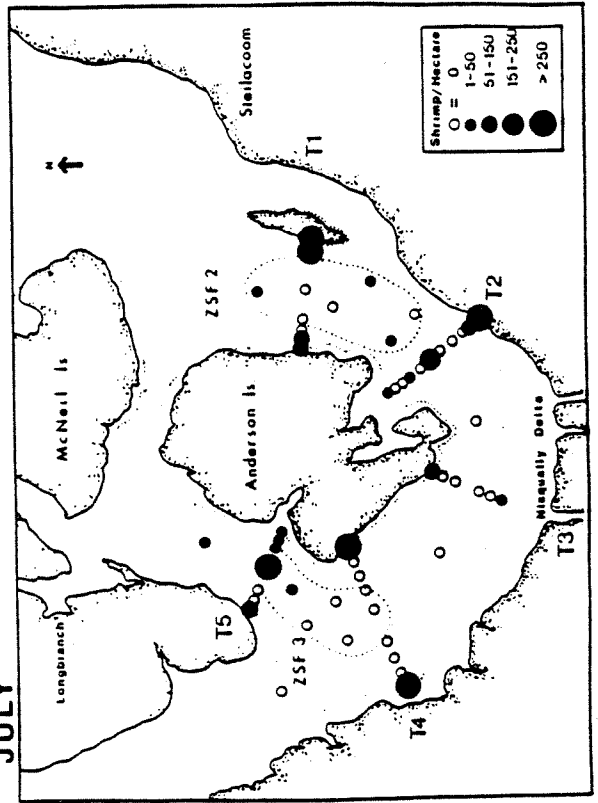 JULY
Longbranch
McNeil Is
N
Steilacoom
T5
Anderson Is
ZSF 2
T1
ZSF 3
T4
T2
T3
Nisqually Delta
Shrimp/Hectare
= 0
1-50
51-150
151-250
> 250